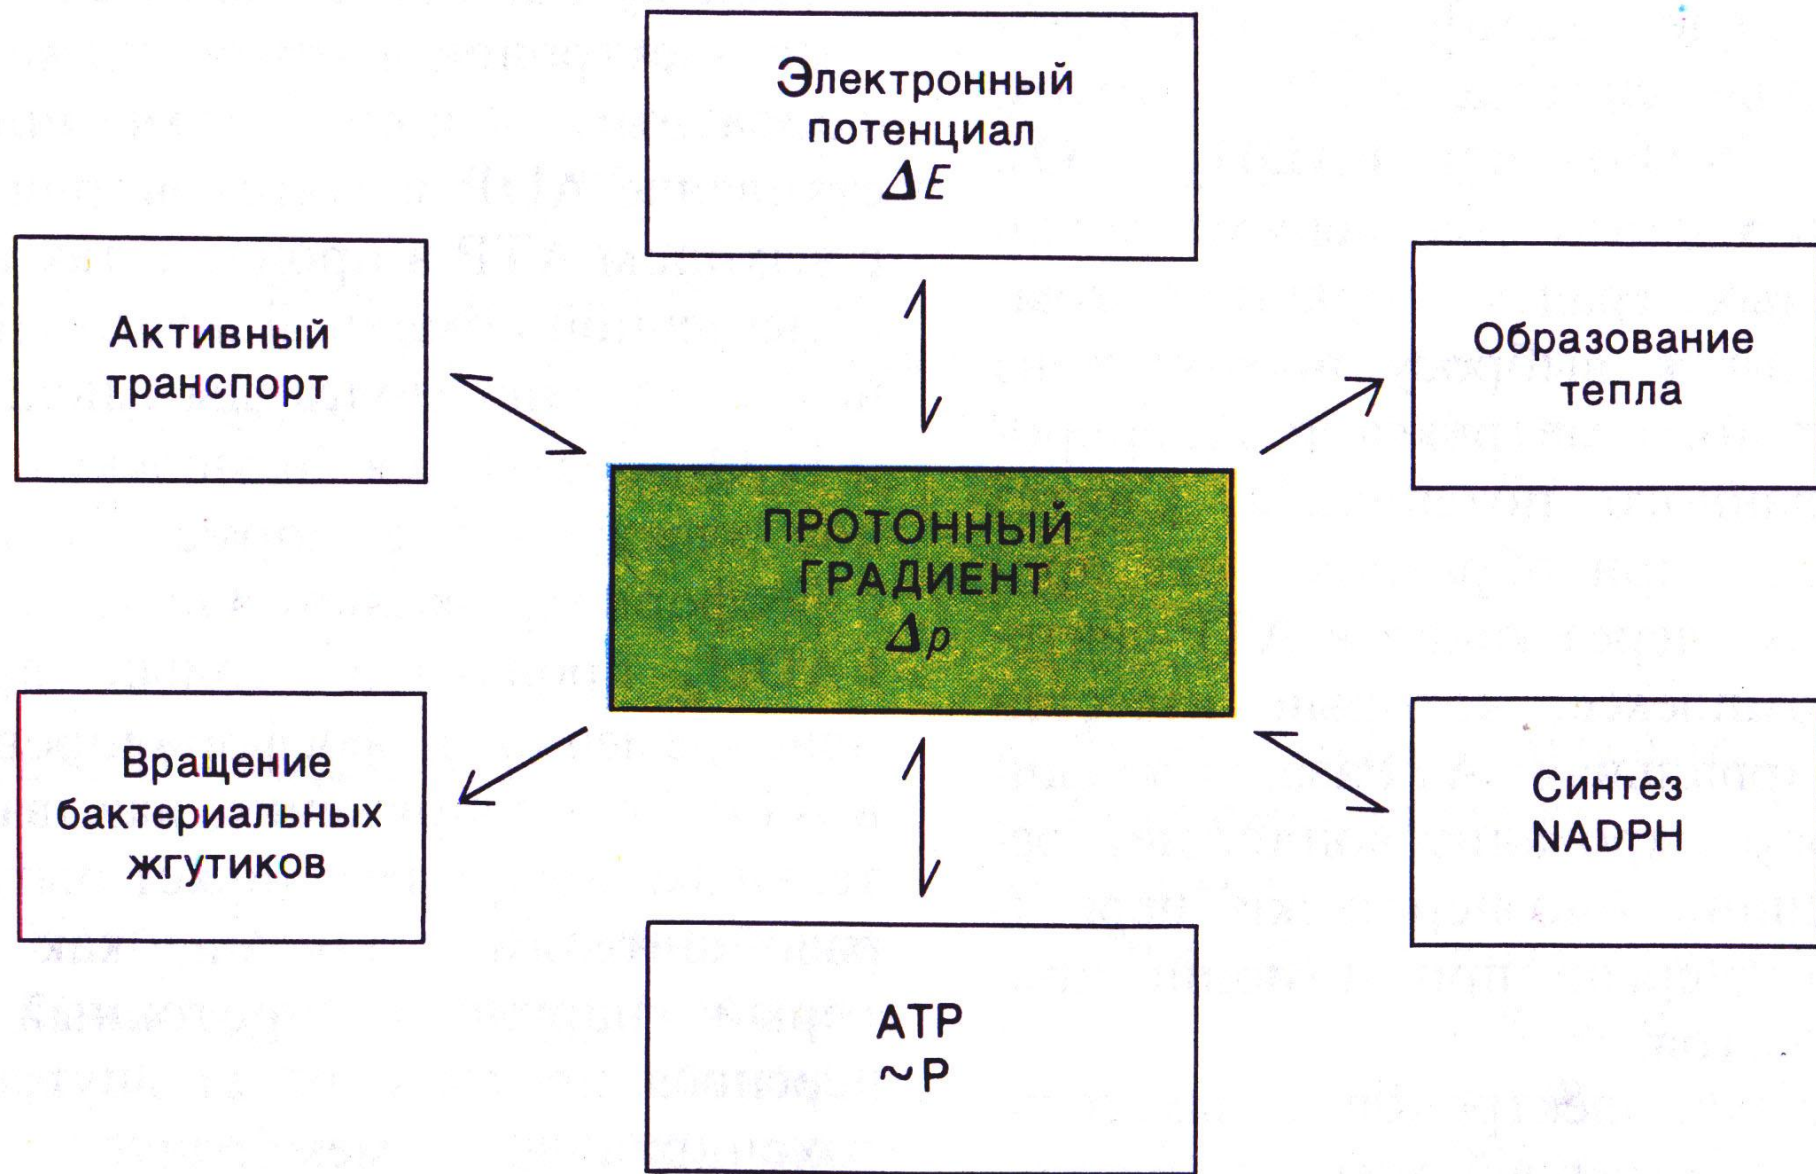 Электронный
потенциал
ΔE
Активный
транспорт
Образование
тепла
ПРОТОННЫЙ
ГРАДИЕНТ
Δp
Вращение
бактериальных
жгутиков
Синтез
NADPH
ATP
~P